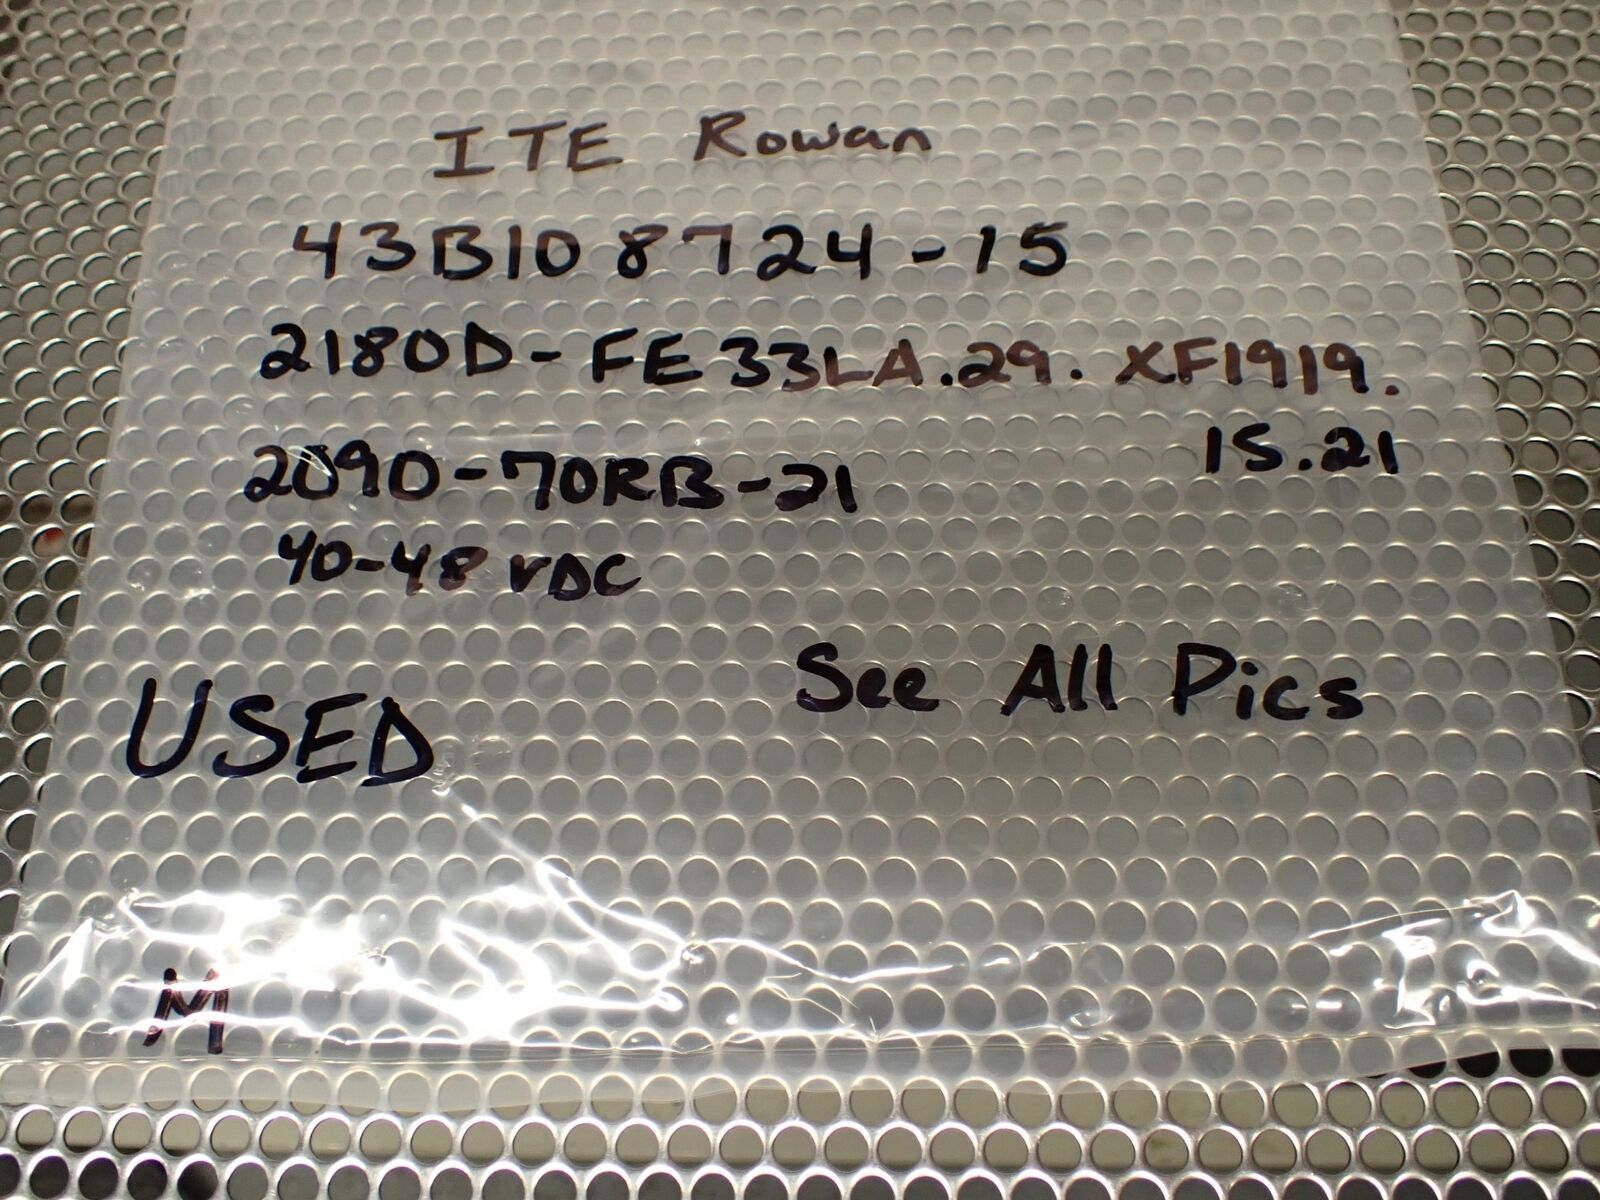 ITE Rowan
43B108724-15
2180D-FE33LA.29.XF1919.
15.21
2090-70RB-21
40-48 VDC
See All Pics
USED
M